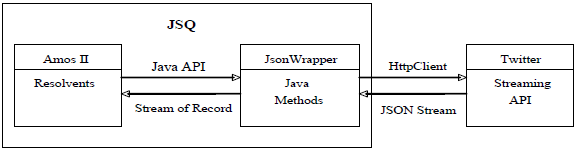 JSQ
Amos II
Resolvents
Java API
Stream of Record
JsonWrapper
Java
Methods
HttpClient
JSON Stream
Twitter
Streaming
API